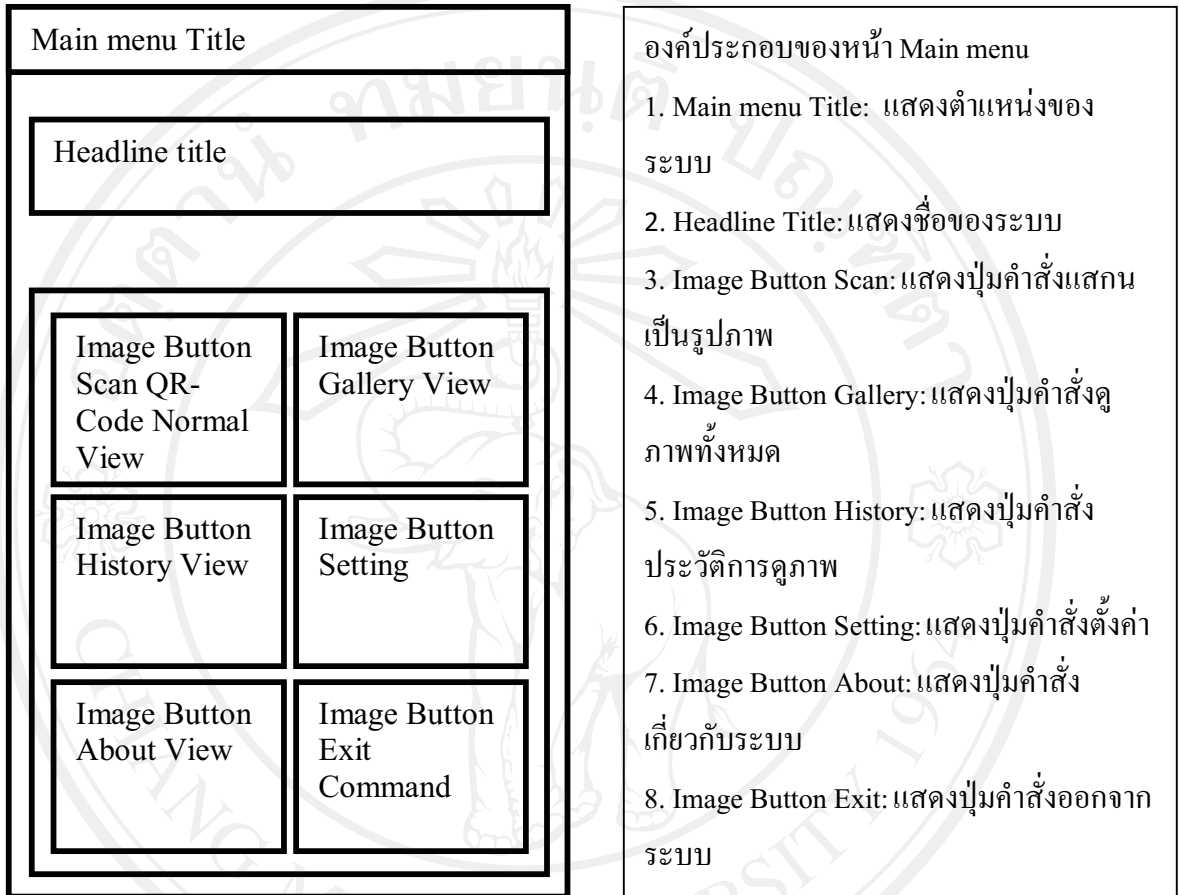 Main menu Title
Headline title
Image Button
Scan QR-
Code Normal
View
Image Button
Gallery View
Image Button
History View
Image Button
Setting
Image Button
About View
Image Button
Exit
Command
องค์ประกอบของหน้า Main menu
1. Main menu Title: แสดงตำแหน่งของ
ระบบ
2. Headline Title: แสดงชื่อของระบบ
3. Image Button Scan: แสดงปุ่มคำสั่งแสกน
เป็นรูปภาพ
4. Image Button Gallery: แสดงปุ่มคำสั่งดู
ภาพทั้งหมด
5. Image Button History: แสดงปุ่มคำสั่ง
ประวัติการดูภาพ
6. Image Button Setting: แสดงปุ่มคำสั่งตั้งค่า
7. Image Button About: แสดงปุ่มคำสั่ง
เกี่ยวกับระบบ
8. Image Button Exit: แสดงปุ่มคำสั่งออกจาก
ระบบ